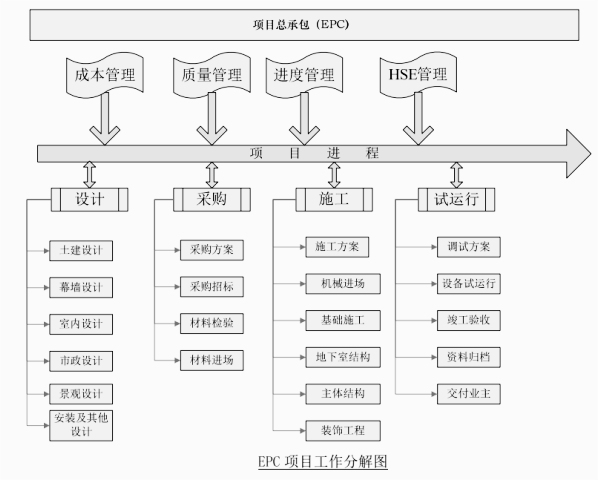 项目总承包（EPC）
成本管理
质量管理
进度管理
HSE管理
项目进程
设计
采购
施工
试运行
土建设计
幕墙设计
室内设计
市政设计
景观设计
安装及其他
设计
采购方案
采购招标
材料检验
材料进场
施工方案
机械进场
基础施工
地下室结构
主体结构
装饰工程
调试方案
设备试运行
竣工验收
资料归档
交付业主
EPC 项目工作分解图